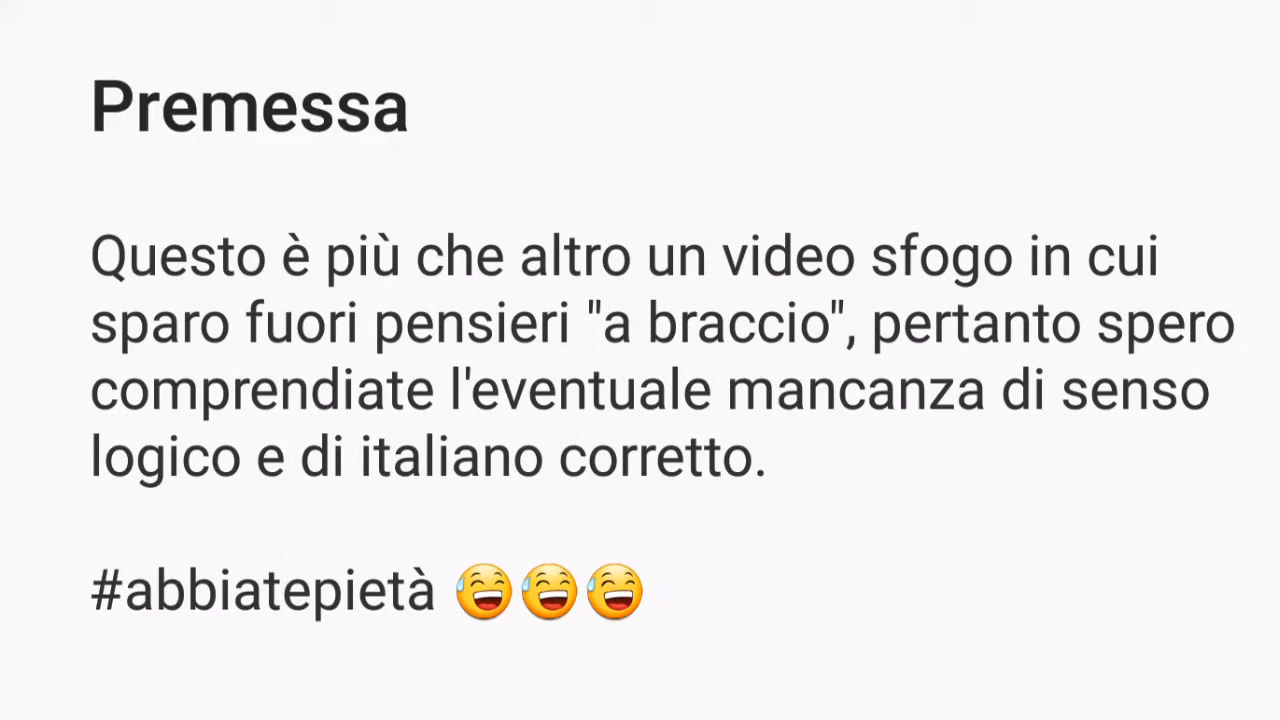 Premessa
Questo è più che altro un video sfogo in cui
sparo fuori pensieri "a braccio", pertanto spero
comprendiate l'eventuale mancanza di senso
logico e di italiano corretto.
#abbiatepietà 😅😅😅